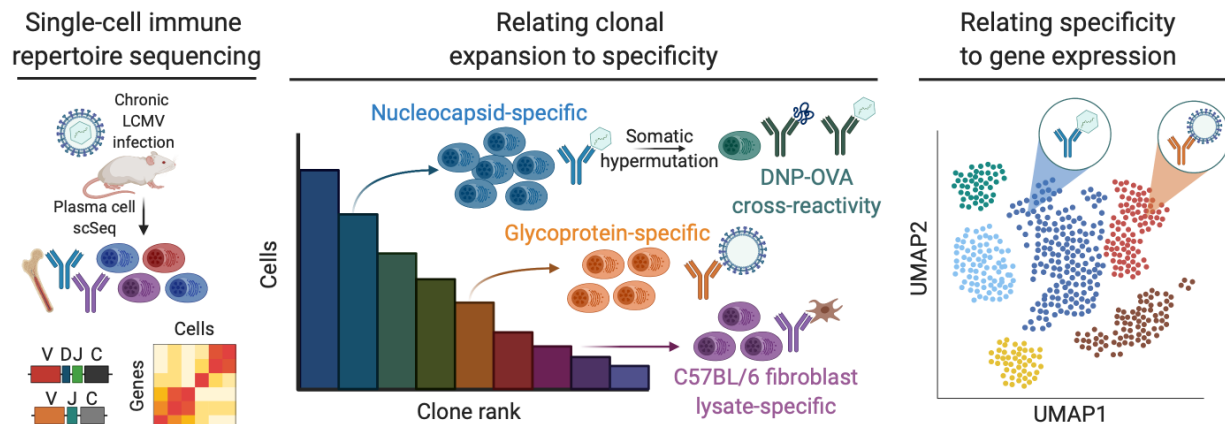 Single-cell immune
repertoire sequencing
Chronic
LCMV
infection
Plasma cell
scSeq
V DJ C
V J C
Cells
Genes
Relating clonal
expansion to specificity
Nucleocapsid-specific
Somatic
hypermutation
DNP-OVA
cross-reactivity
Glycoprotein-specific
C57BL/6 fibroblast
lysate-specific
Cells
Clone rank
Relating specificity
to gene expression
UMAP2
UMAP1